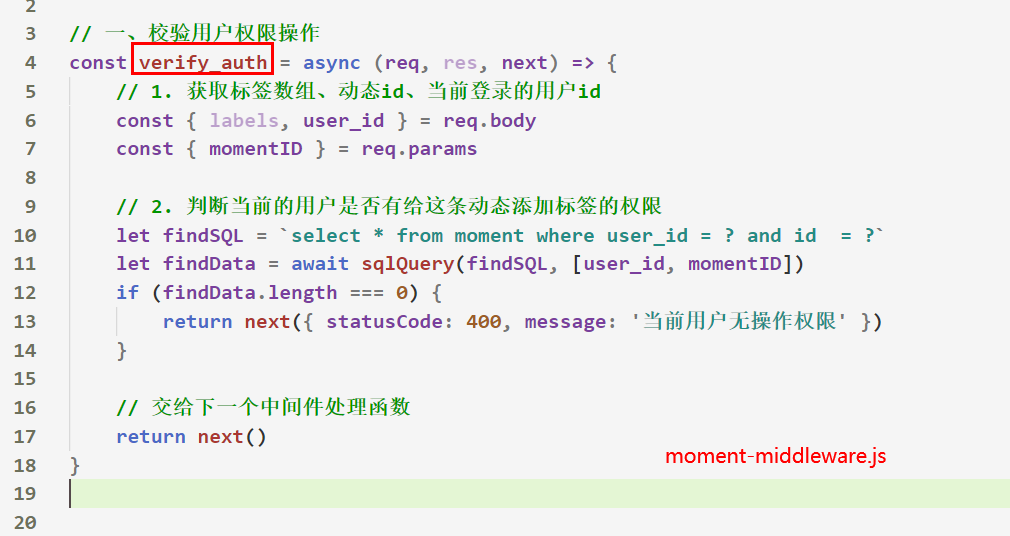 2
3 // 一、校验用户权限操作
4 const verify_auth = async (req, res, next) => {
5 // 1. 获取标签数组、动态id、当前登录的用户id
6 const { labels, user_id } = req.body
7 const { momentID } = req.params
8
9 // 2. 判断当前的用户是否有给这条动态添加标签的权限
10 let findSQL = `select * from moment where user_id = ? and id  = ?`
11 let findData = await sqlQuery(findSQL, [user_id, momentID])
12 if (findData.length === 0) {
13 return next({ statusCode: 400, message: '当前用户无操作权限' })
14 }
15
16 // 交给下一个中间件处理函数
17 return next()
moment-middleware.js
18 }
19
20